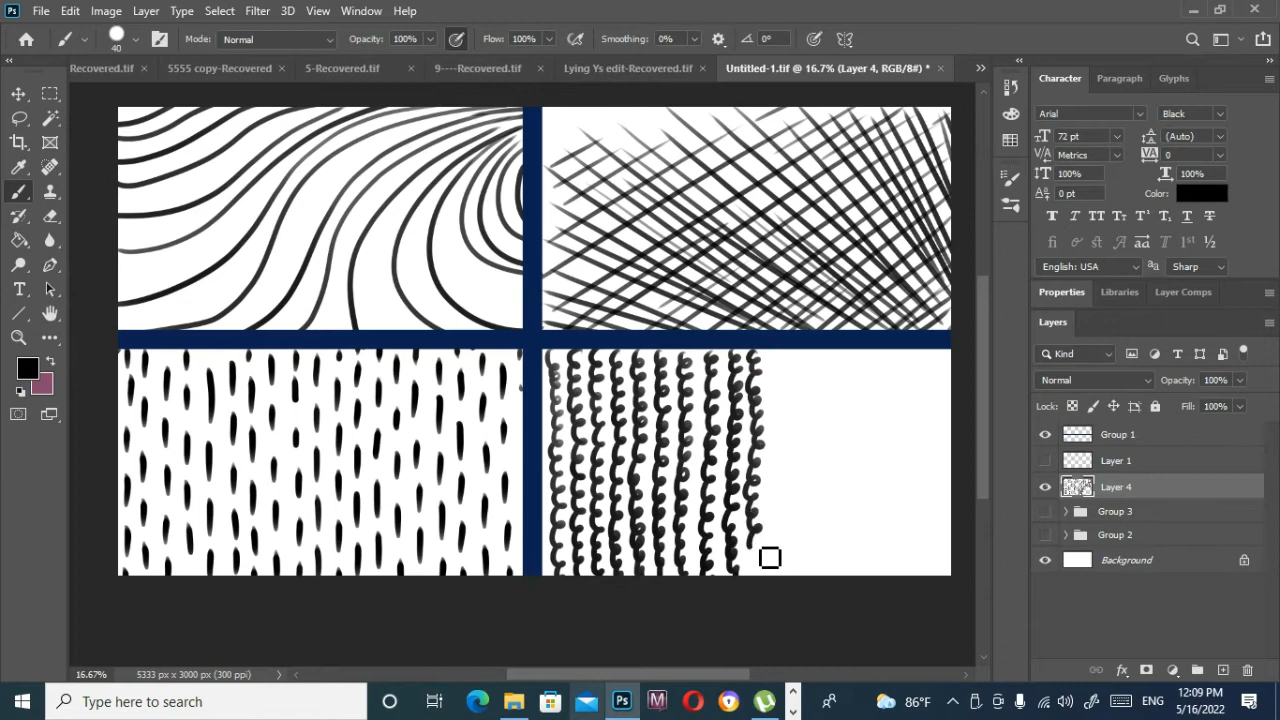 Ps File Edit Image Layer Type Select Filter 3D View Window Help
40 Mode: Normal Opacity: 100% Flow: 100% Smoothing: 0% 0°
Recovered.tif 5555 copy-Recovered 5-Recovered.tif 9----Recovered.tif Lying Ys edit-Recovered.tif Untitled-1.tif @ 16.7% (Layer 4, RGB/8#) *
Character Paragraph Glyphs
Arial Black
72 pt (Auto)
Metrics 0
100% 100%
0 pt Color:
English: USA Sharp
Properties Libraries Layer Comps
Layers
Kind
Normal Opacity: 100%
Lock: Fill: 100%
Group 1
Layer 1
Layer 4
Group 3
Group 2
Background
16.67% 5333 px x 3000 px (300 ppi)
Type here to search Ps M 86°F ENG 12:09 PM
5/16/2022